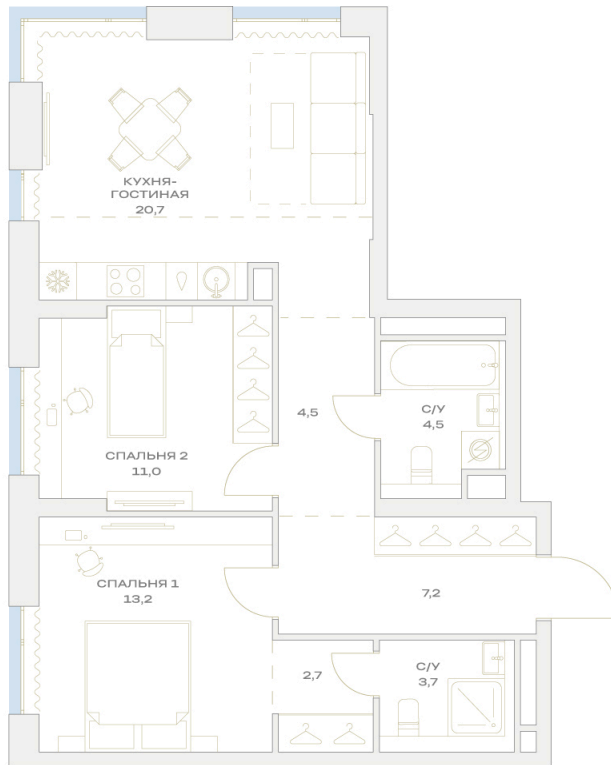 КУХНЯ-
ГОСТИНАЯ
20,7
4,5
С/У
4,5
СПАЛЬНЯ 2
11,0
СПАЛЬНЯ 1
13,2
7,2
2,7
С/У
3,7